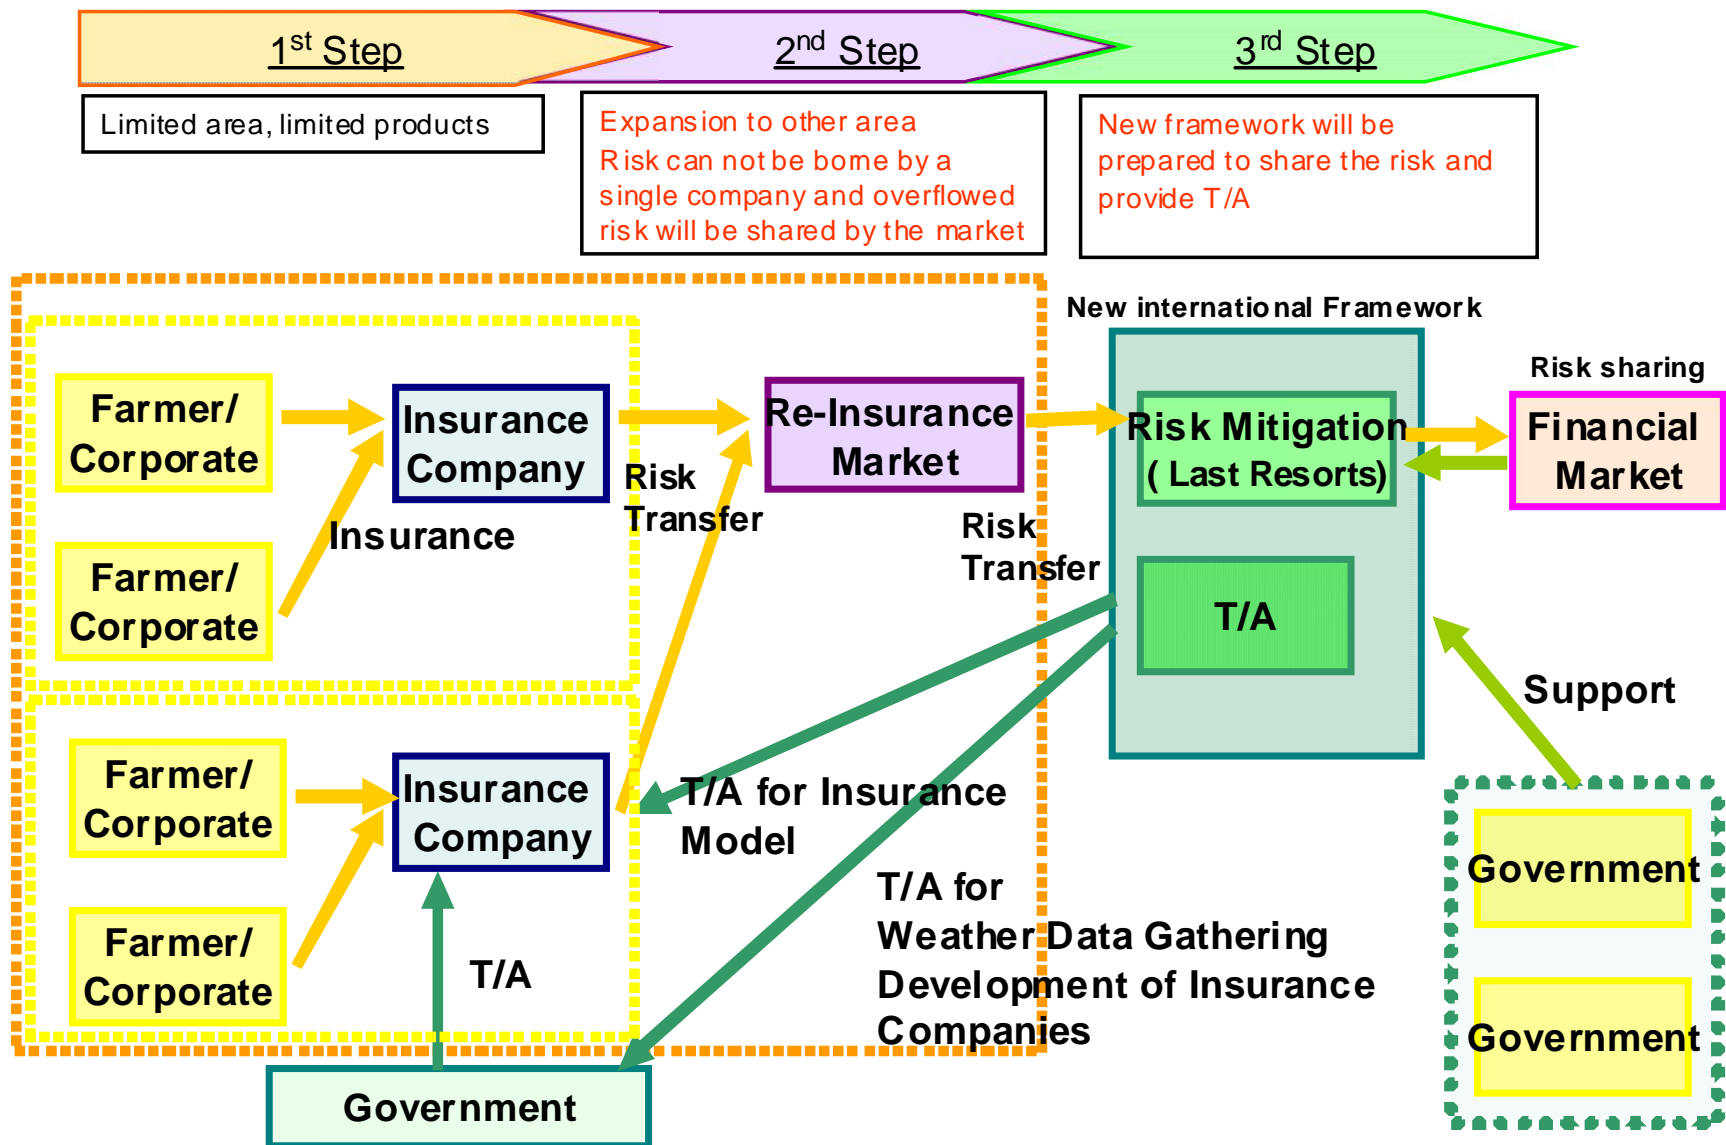 1st Step
2nd Step
3rd Step
Limited area, limited products
Expansion to other area
Risk can not be borne by a
single company and overflowed
risk will be shared by the market
New framework will be
prepared to share the risk and
provide T/A
New international Framework
Risk sharing
Farmer/
Corporate
Insurance
Company
Re-Insurance
Market
Risk Mitigation
( Last Resorts)
Financial
Market
Risk
Transfer
Insurance
Risk
Transfer
Farmer/
Corporate
T/A
Support
Farmer/
Corporate
Insurance
Company
T/A for Insurance
Model
Government
T/A for
Weather Data Gathering
Development of Insurance
Companies
Farmer/
Corporate
T/A
Government
Government